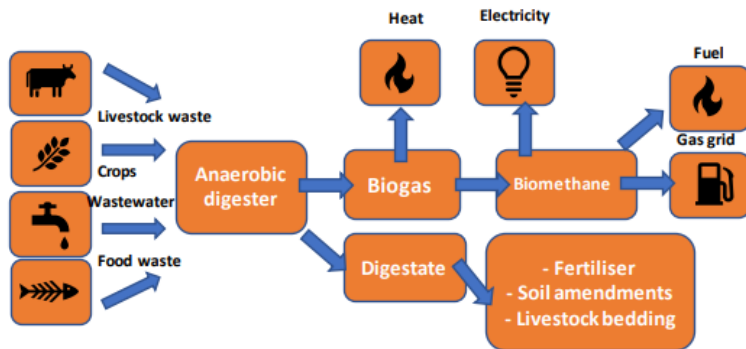 Heat
Electricity
Fuel
Livestock waste
Gas grid
Crops
Anaerobic
digester
Biogas
Biomethane
Wastewater
Food waste
Digestate
- Fertiliser
- Soil amendments
- Livestock bedding